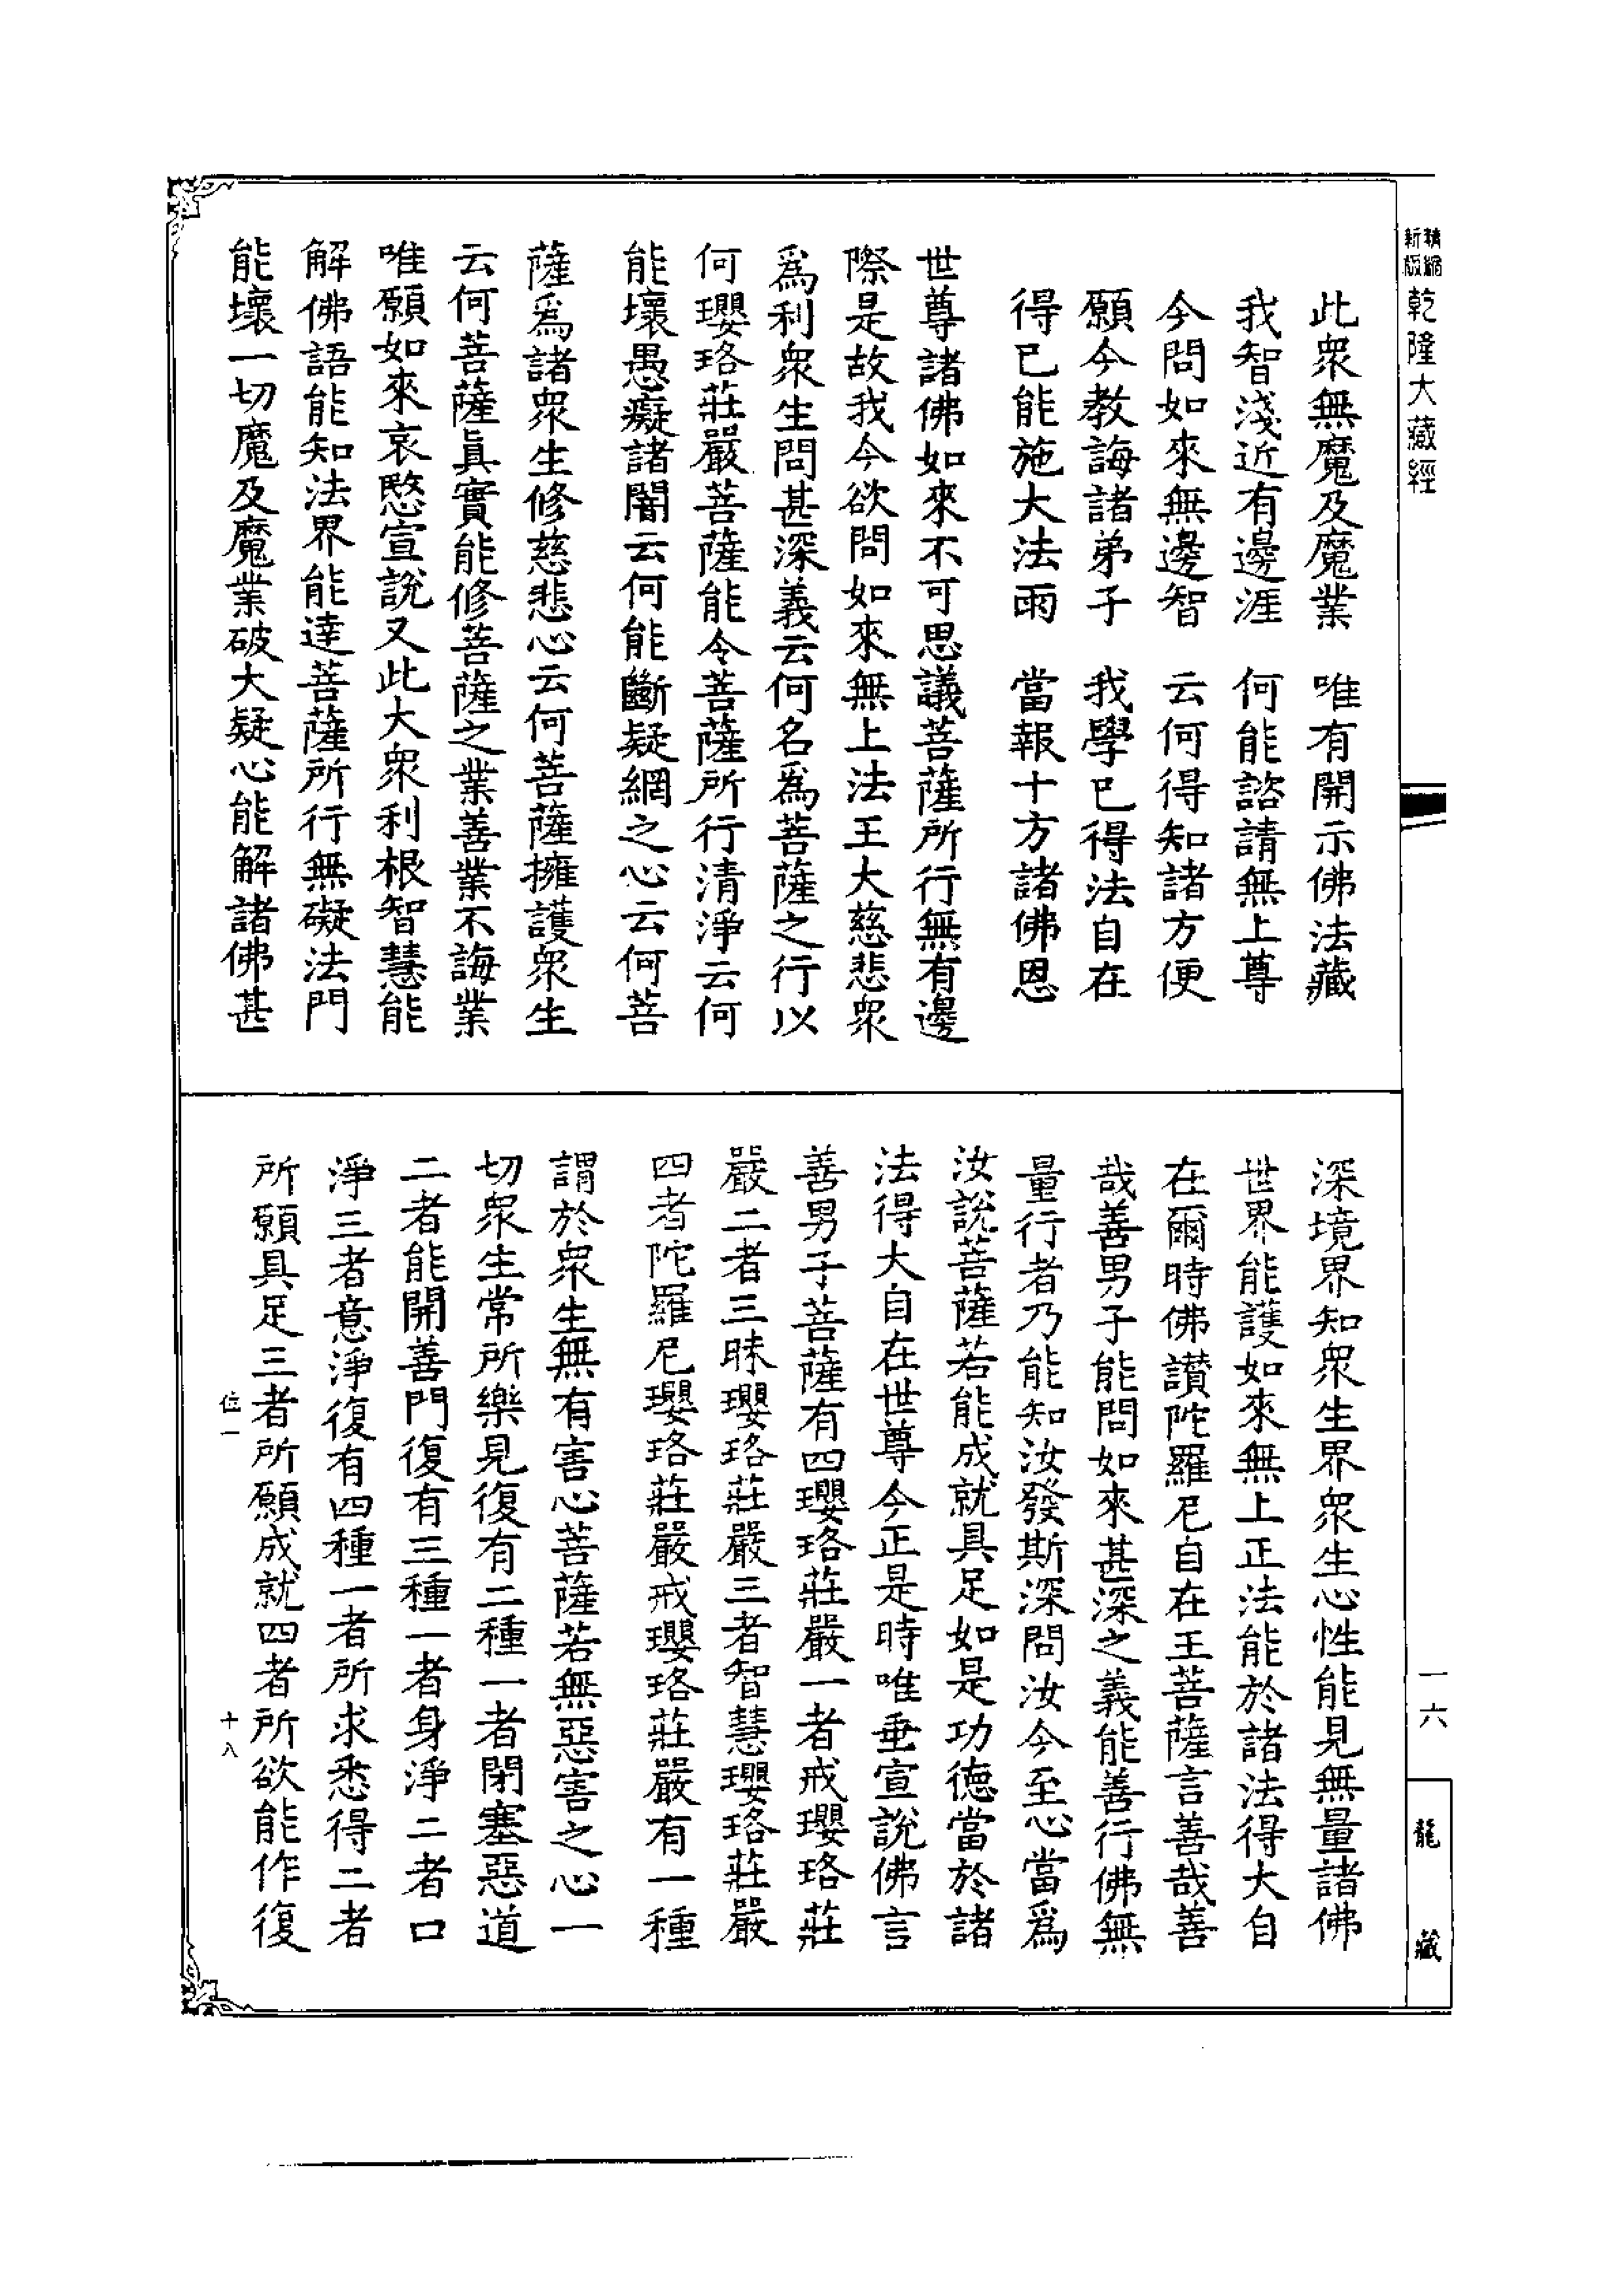 精縮新版乾隆大藏經
此衆無魔及魔業　唯有開示佛法藏
我智淺近有邊涯　何能諮請無上尊
今問如來無邊智　云何得知諸方便
願今教誨諸弟子　我學已得法自在
得已能施大法雨　當報十方諸佛恩
世尊諸佛如來不可思議菩薩所行無有邊
際是故我今欲問如來無上法王大慈悲衆
爲利衆生問甚深義云何名爲菩薩之行以
何瓔珞莊嚴菩薩能令菩薩所行清淨云何
能壞愚癡諸闇云何能斷疑網之心云何菩
薩爲諸衆生修慈悲心云何菩薩擁護衆生
云何菩薩眞實能修菩薩之業善業不誨業
唯願如來哀愍宣說又此大衆利根智慧能
解佛語能知法界能達菩薩所行無礙法門
能壞一切魔及魔業破大疑心能解諸佛甚
深境界知衆生界衆生心性能見無量諸佛
世界能護如來無上正法能於諸法得大自
在爾時佛讃陀羅尼自在王菩薩言善哉善
哉善男子能問如來甚深之義能善行佛無
量行者乃能知汝發斯深問汝今至心當爲
汝說菩薩若能成就具足如是功德當於諸
法得大自在世尊今正是時唯垂宣說佛言
善男子菩薩有四瓔珞莊嚴一者戒瓔珞莊
嚴二者三昧瓔珞莊嚴三者智慧瓔珞莊嚴
四者陀羅尼瓔珞莊嚴戒瓔珞莊嚴有一種
謂於衆生無有害心菩薩若無惡害之心一
切衆生常所樂見復有二種一者閉塞惡道
二者能開善門復有三種一者身淨二者口
淨三者意淨復有四種一者所求悉得二者
所願具足三者所願成就四者所欲能作復
位一
十八
一六
龍藏